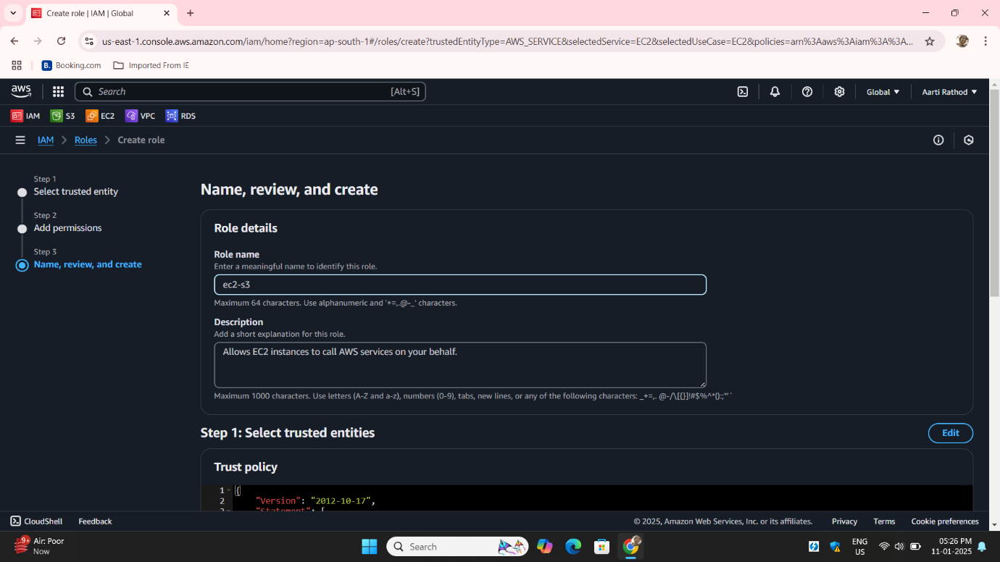 Create role | IAM | Global
us-east-1.console.aws.amazon.com/iam/home?region=ap-south-1#/roles/create?trustedEntityType=AWS_SERVICE&selectedService=EC2&selectedUseCase=EC2&policies=arn%3Aaws%3Aiam%3A%3A...
B. Booking.com Imported From IE
aws Search [Alt+S] Global Aarti Rathod
IAM S3 EC2 VPC RDS
IAM Roles Create role
Step 1
Select trusted entity
Step 2
Add permissions
Step 3
Name, review, and create
Name, review, and create
Role details
Role name
Enter a meaningful name to identify this role.
ec2-s3
Maximum 64 characters. Use alphanumeric and '+=,.@-_' characters.
Description
Add a short explanation for this role.
Allows EC2 instances to call AWS services on your behalf.
Maximum 1000 characters. Use letters (A-Z and a-z), numbers (0-9), tabs, new lines, or any of the following characters: _+=,. @-/\[{}]!#$%^*();:"'`
Step 1: Select trusted entities Edit
Trust policy
1 {
2 "Version": "2012-10-17",
"Statement": [
CloudShell Feedback © 2025, Amazon Web Services, Inc. or its affiliates. Privacy Terms Cookie preferences
9+ Air: Poor
Now
Search
ENG
US
05:26 PM
11-01-2025